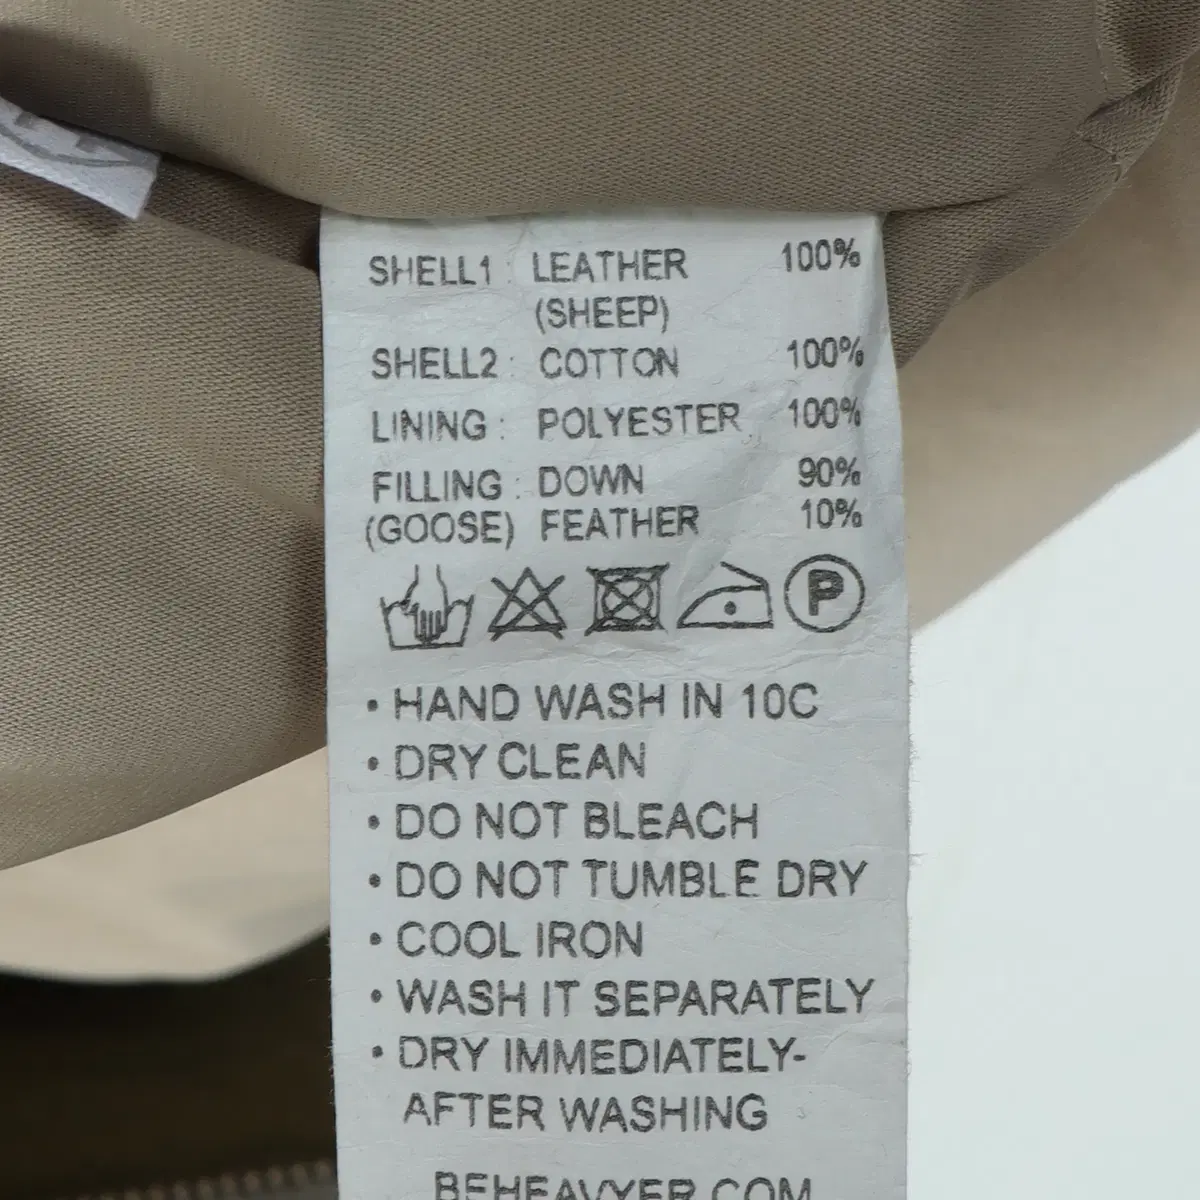 SHELL1 : LEATHER 100%
(SHEEP)
SHELL2 : COTTON 100%
LINING : POLYESTER 100%
FILLING : DOWN 90%
(GOOSE) FEATHER 10%
P
• HAND WASH IN 10C
• DRY CLEAN
• DO NOT BLEACH
• DO NOT TUMBLE DRY
• COOL IRON
• WASH IT SEPARATELY
• DRY IMMEDIATELY-
AFTER WASHING
BEHEAVYER.COM